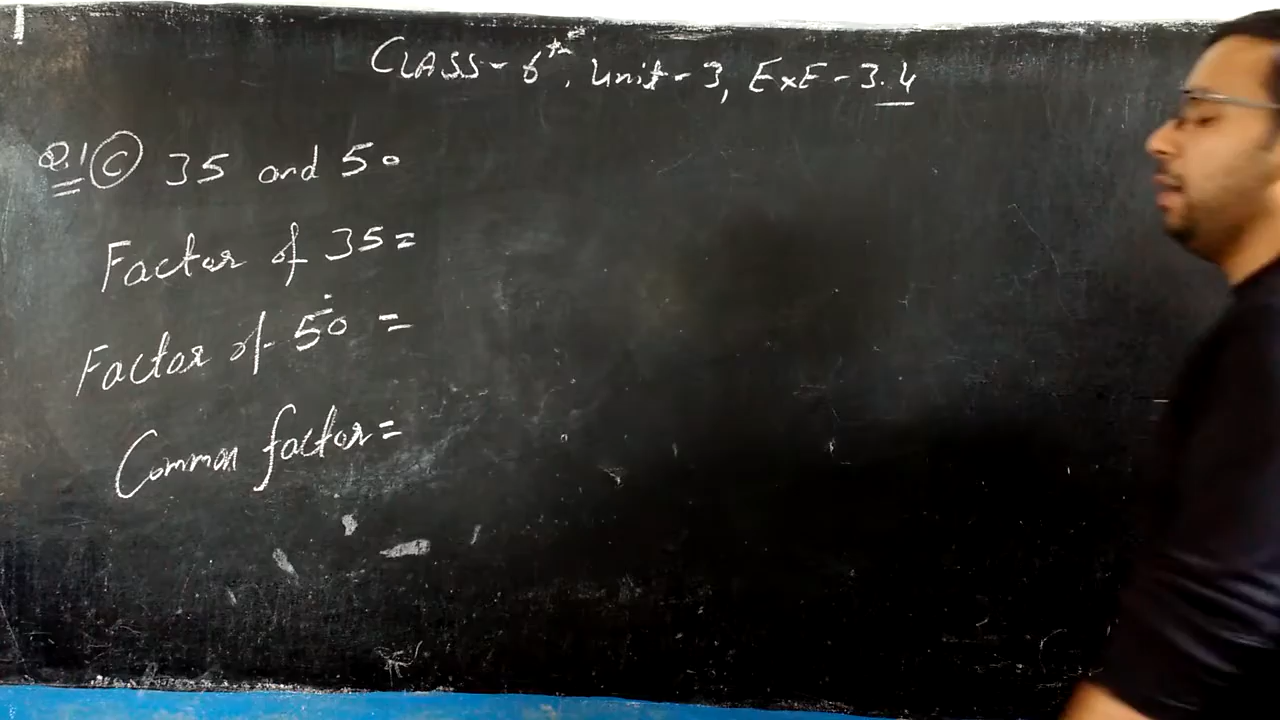 CLASS - 6th, Unit - 3, EXE - 3.4
Q.1 (C) 35 and 50
Factor of 35 =
Factor of 50 =
Common factor =